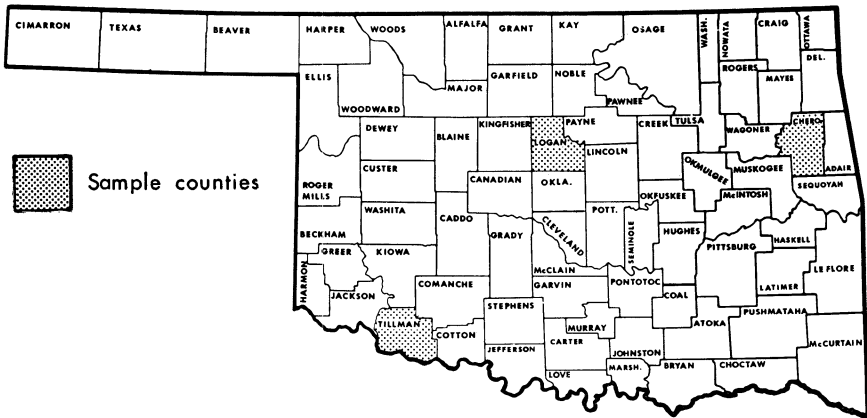 CIMARRON
TEXAS
BEAVER
HARPER
WOODS
ALFALFA
GRANT
KAY
OSAGE
WASH.
NOWATA
CRAIG
OTTAWA
ELLIS
WOODWARD
MAJOR
GARFIELD
NOBLE
PAWNEE
ROGERS
MAYES
DEL.
DEWEY
BLAINE
KINGFISHER
LOGAN
PAYNE
CREEK
TULSA
WAGONER
CHERO.
ADAIR
Sample counties
ROGER
MILLS
CUSTER
CANADIAN
OKLA.
LINCOLN
OKMULGEE
MUSKOGEE
SEQUOYAH
WASHITA
CADDO
GRADY
CLEVELAND
POTT.
SEMINOLE
OKFUSKEE
McINTOSH
HUGHES
PITTSBURG
HASKELL
LE FLORE
BECKHAM
GREER
KIOWA
HARMON
JACKSON
COMANCHE
McCLAIN
GARVIN
PONTOTOC
COAL
LATIMER
TILLMAN
COTTON
STEPHENS
MURRAY
ATOKA
PUSHMATAHA
McCURTAIN
JEFFERSON
CARTER
LOVE
JOHNSTON
MARSH.
BRYAN
CHOCTAW